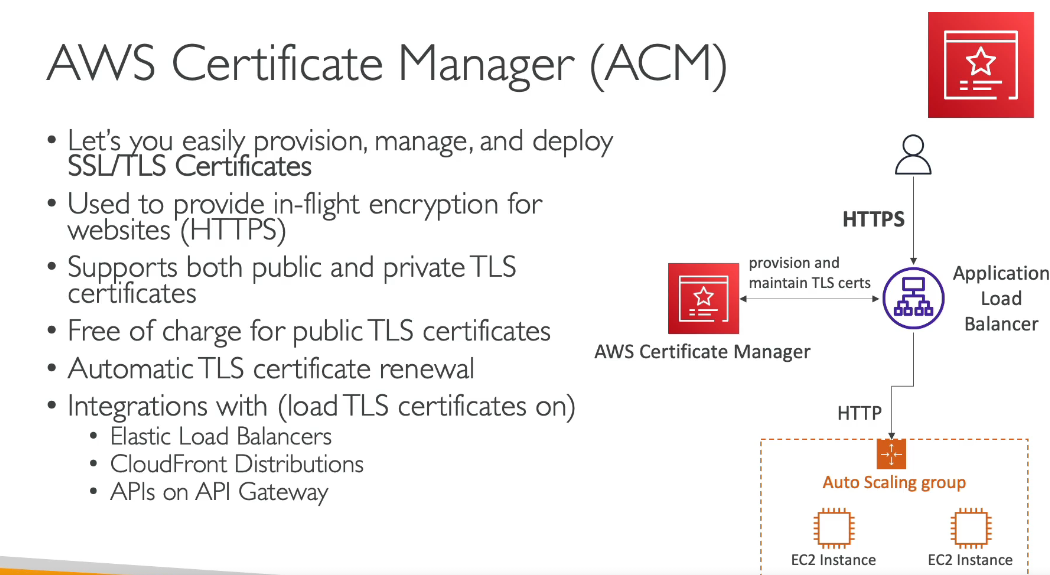 AWS Certificate Manager (ACM)
• Let's you easily provision, manage, and deploy
SSL/TLS Certificates
• Used to provide in-flight encryption for
websites (HTTPS)
• Supports both public and private TLS
certificates
• Free of charge for public TLS certificates
• Automatic TLS certificate renewal
• Integrations with (load TLS certificates on)
• Elastic Load Balancers
• CloudFront Distributions
• APIs on API Gateway
HTTPS
provision and
maintain TLS certs
Application
Load
Balancer
AWS Certificate Manager
HTTP
Auto Scaling group
EC2 Instance
EC2 Instance